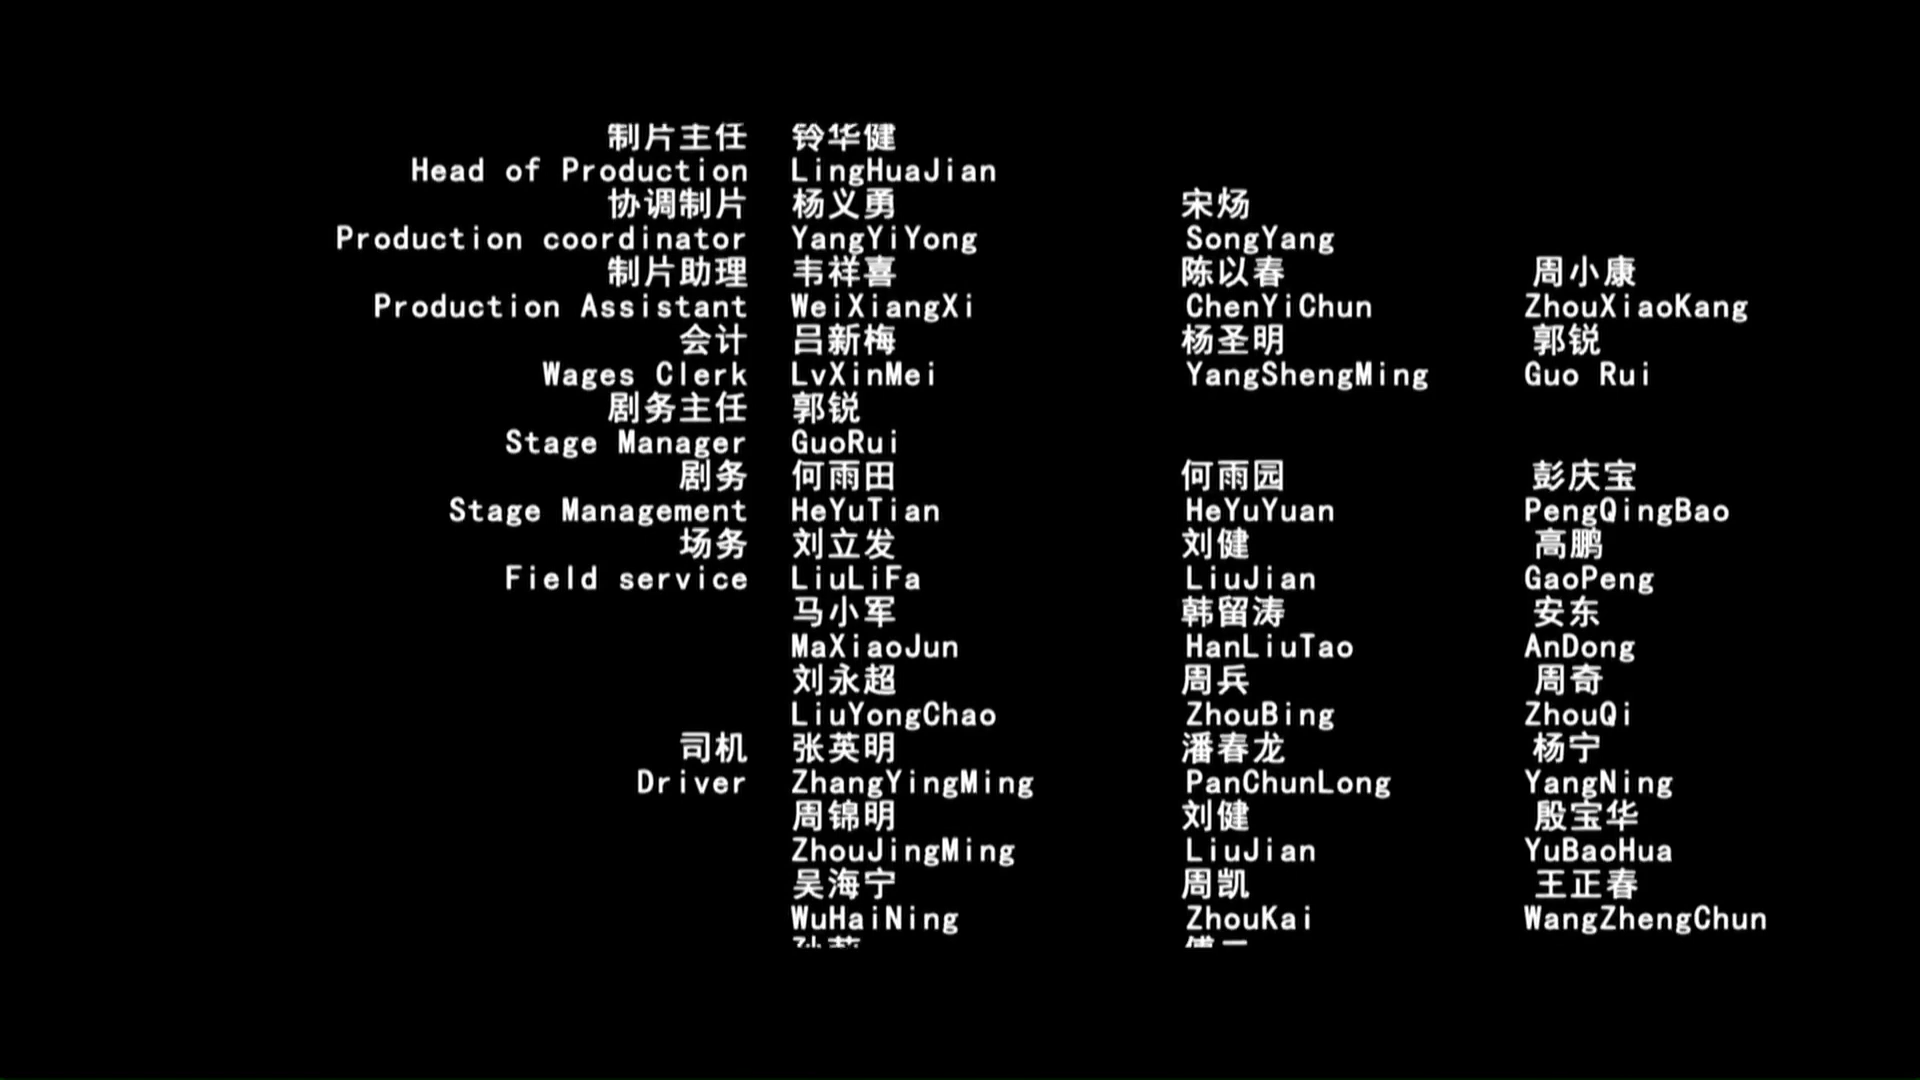 制片主任 铃华健
Head of Production LingHuaJian
协调制片 杨义勇 宋炀
Production coordinator YangYiYong SongYang
制片助理 韦祥喜 陈以春 周小康
Production Assistant WeiXiangXi ChenYiChun ZhouXiaoKang
会计 吕新梅 杨圣明 郭锐
Wages Clerk LvXinMei YangShengMing Guo Rui
剧务主任 郭锐
Stage Manager GuoRui
剧务 何雨田 何雨园 彭庆宝
Stage Management HeYuTian HeYuYuan PengQingBao
场务 刘立发 刘健 高鹏
Field service LiuLiFa LiuJian GaoPeng
马小军 韩留涛 安东
MaXiaoJun HanLiuTao AnDong
刘永超 周兵 周奇
LiuYongChao ZhouBing ZhouQi
司机 张英明 潘春龙 杨宁
Driver ZhangYingMing PanChunLong YangNing
周锦明 刘健 殷宝华
ZhouJingMing LiuJian YuBaoHua
吴海宁 周凯 王正春
WuHaiNing ZhouKai WangZhengChun